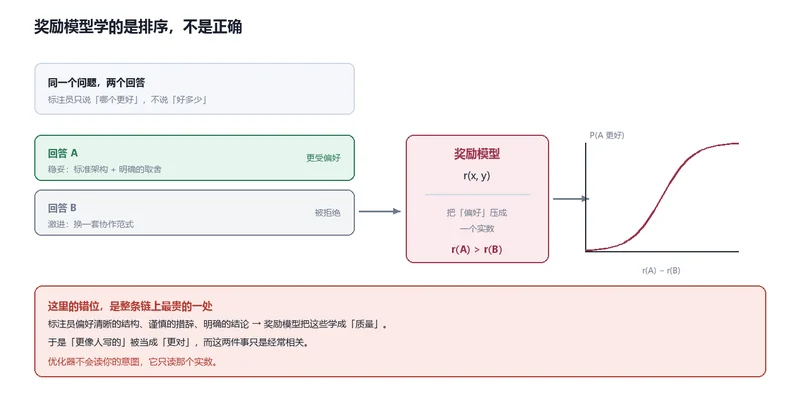 奖励模型学的是排序，不是正确
同一个问题，两个回答
标注员只说「哪个更好」，不说「好多少」
回答 A
稳妥：标准架构 + 明确的取舍
更受偏好
回答 B
激进：换一套协作范式
被拒绝
奖励模型
r(x, y)
把「偏好」压成
一个实数
r(A) > r(B)
P(A 更好)
r(A) − r(B)
这里的错位，是整条链上最贵的一处
标注员偏好清晰的结构、谨慎的措辞、明确的结论 → 奖励模型把这些学成「质量」。
于是「更像人写的」被当成「更对」，而这两件事只是经常相关。
优化器不会读你的意图，它只读那个实数。